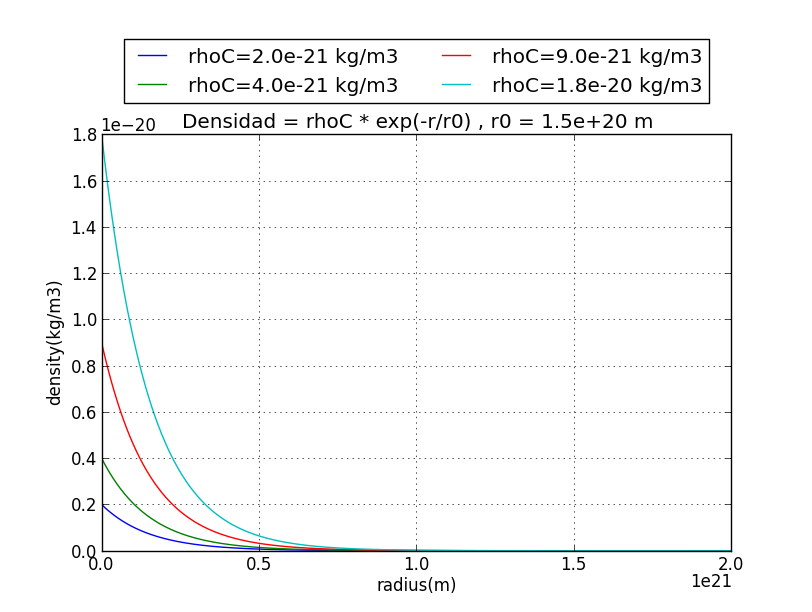 rhoC=2.0e-21 kg/m3 rhoC=9.0e-21 kg/m3
rhoC=4.0e-21 kg/m3 rhoC=1.8e-20 kg/m3
Densidad = rhoC * exp(-r/r0) , r0 = 1.5e+20 m
1e−20
1.8
1.6
1.4
1.2
1.0
0.8
0.6
0.4
0.2
0.0
density(kg/m3)
0.0 0.5 1.0 1.5 2.0
1e21
radius(m)